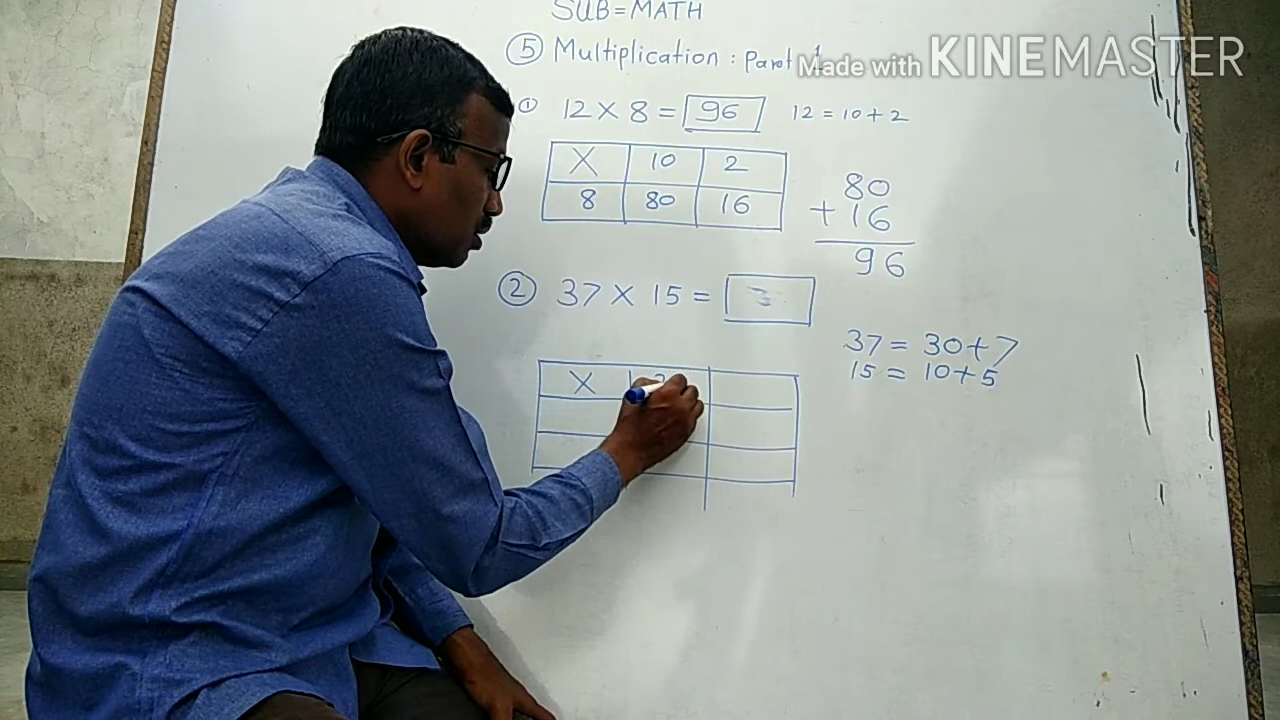 SUB = MATH
⑤ Multiplication : Part 1
Made with KINEMASTER
① 12 X 8 = 96 12 = 10 + 2
X 10 2
8 80 16
80
+ 16
96
② 37 X 15 =
37 = 30 + 7
15 = 10 + 5
X